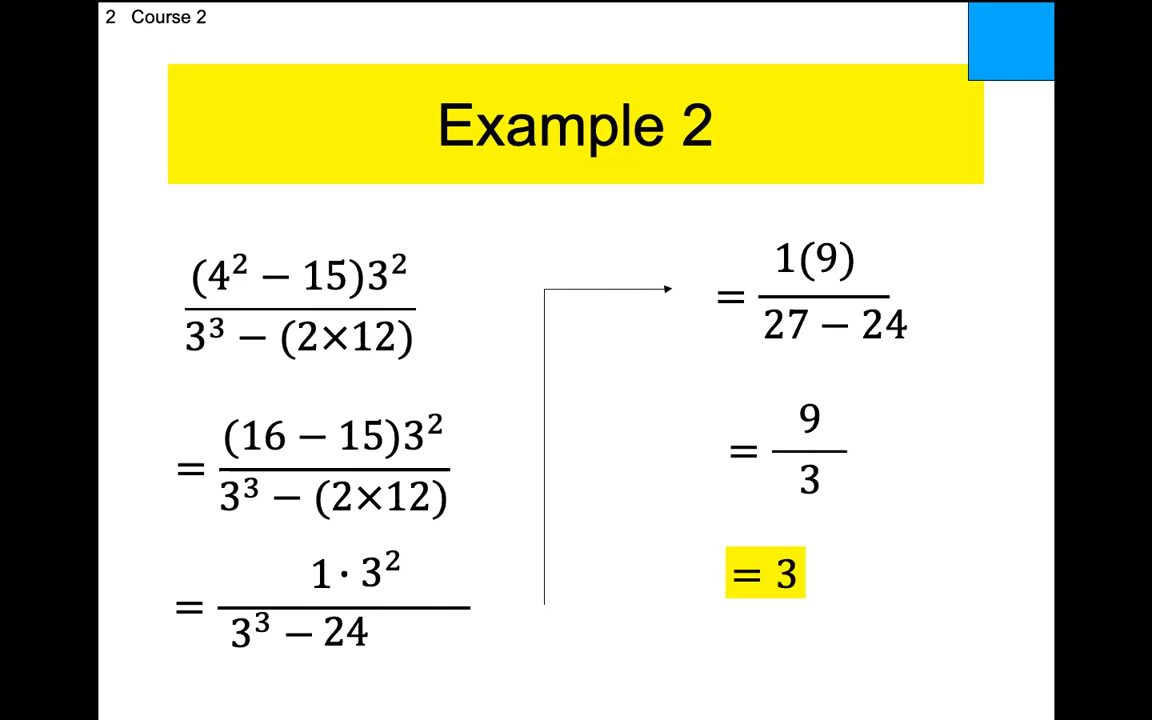 2 Course 2
Example 2
(4² − 15)3²
3³ − (2×12)
= (16 − 15)3²
3³ − (2×12)
= 1 · 3²
3³ − 24
= 1(9)
27 − 24
= 9
3
= 3